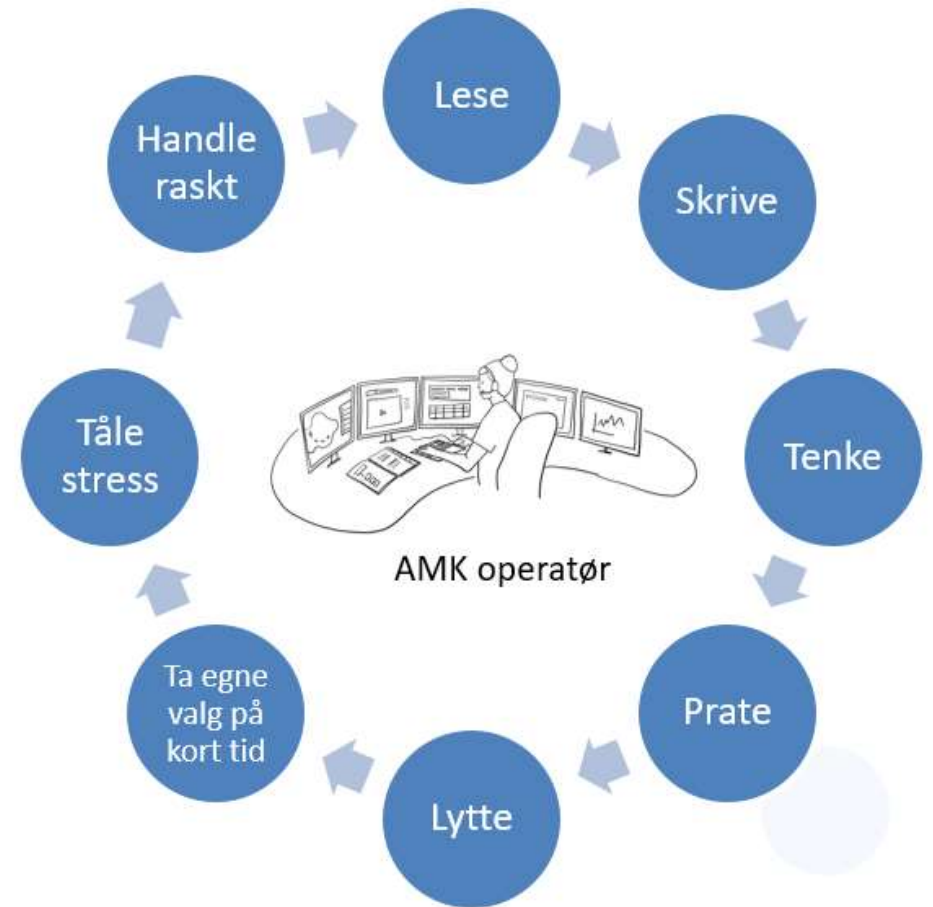 Lese
Skrive
Tenke
Prate
Lytte
Ta egne
valg på
kort tid
Tåle
stress
Handle
raskt
AMK operatør